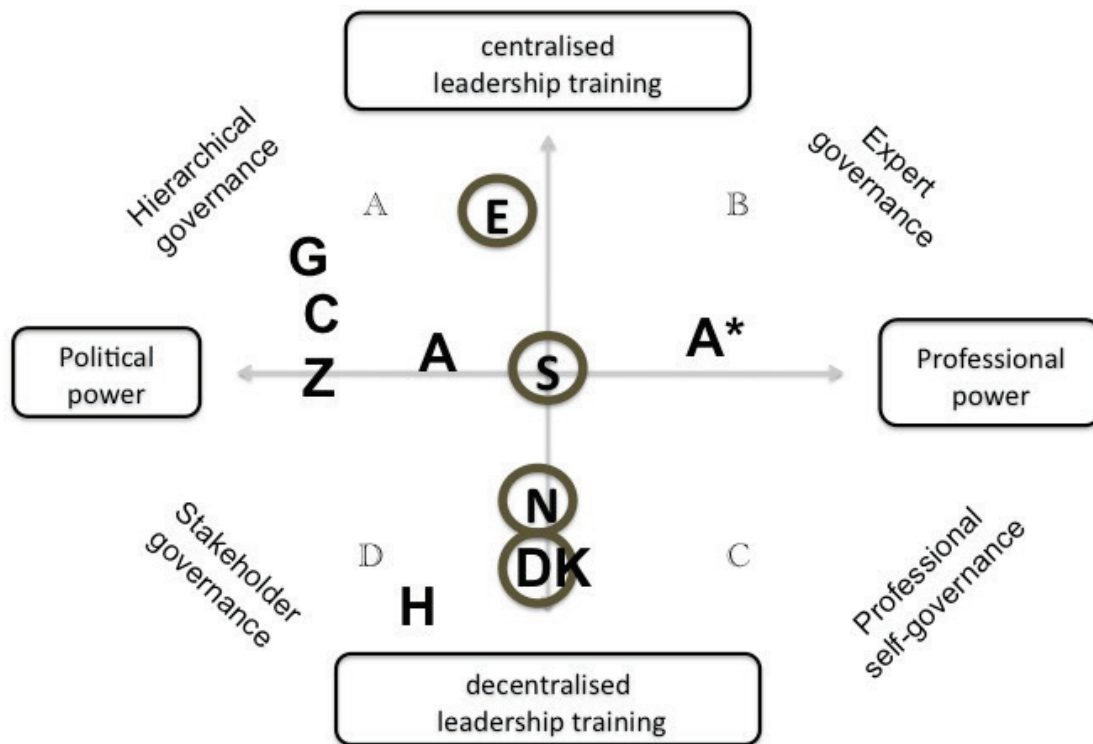 centralised
leadership training
Hierarchical
governance
Expert
governance
𝔸
E
𝔹
G
C
Political
power
Z
A
S
A*
Professional
power
N
Stakeholder
governance
𝔻
DK
ℂ
Professional
self-governance
H
decentralised
leadership training